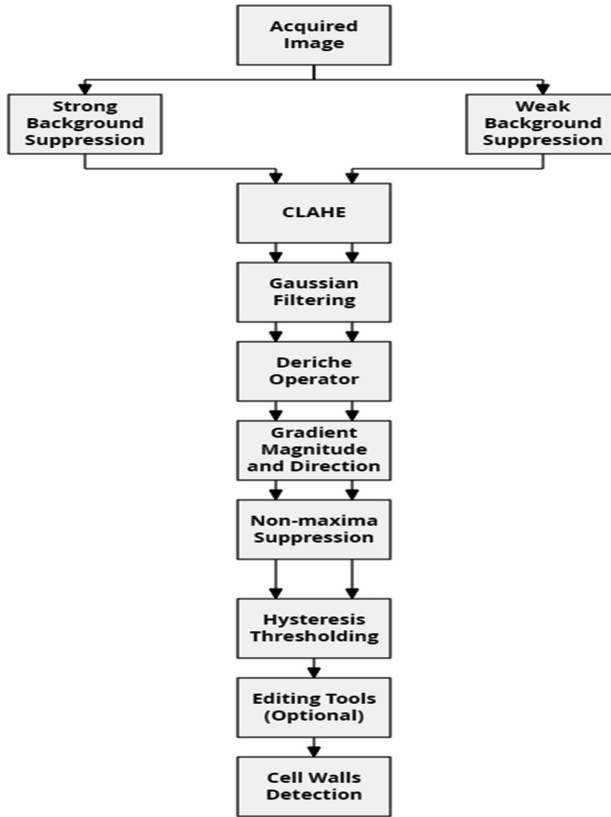 Acquired
Image
Strong
Background
Suppression
Weak
Background
Suppression
CLAHE
Gaussian
Filtering
Deriche
Operator
Gradient
Magnitude
and Direction
Non-maxima
Suppression
Hysteresis
Thresholding
Editing Tools
(Optional)
Cell Walls
Detection